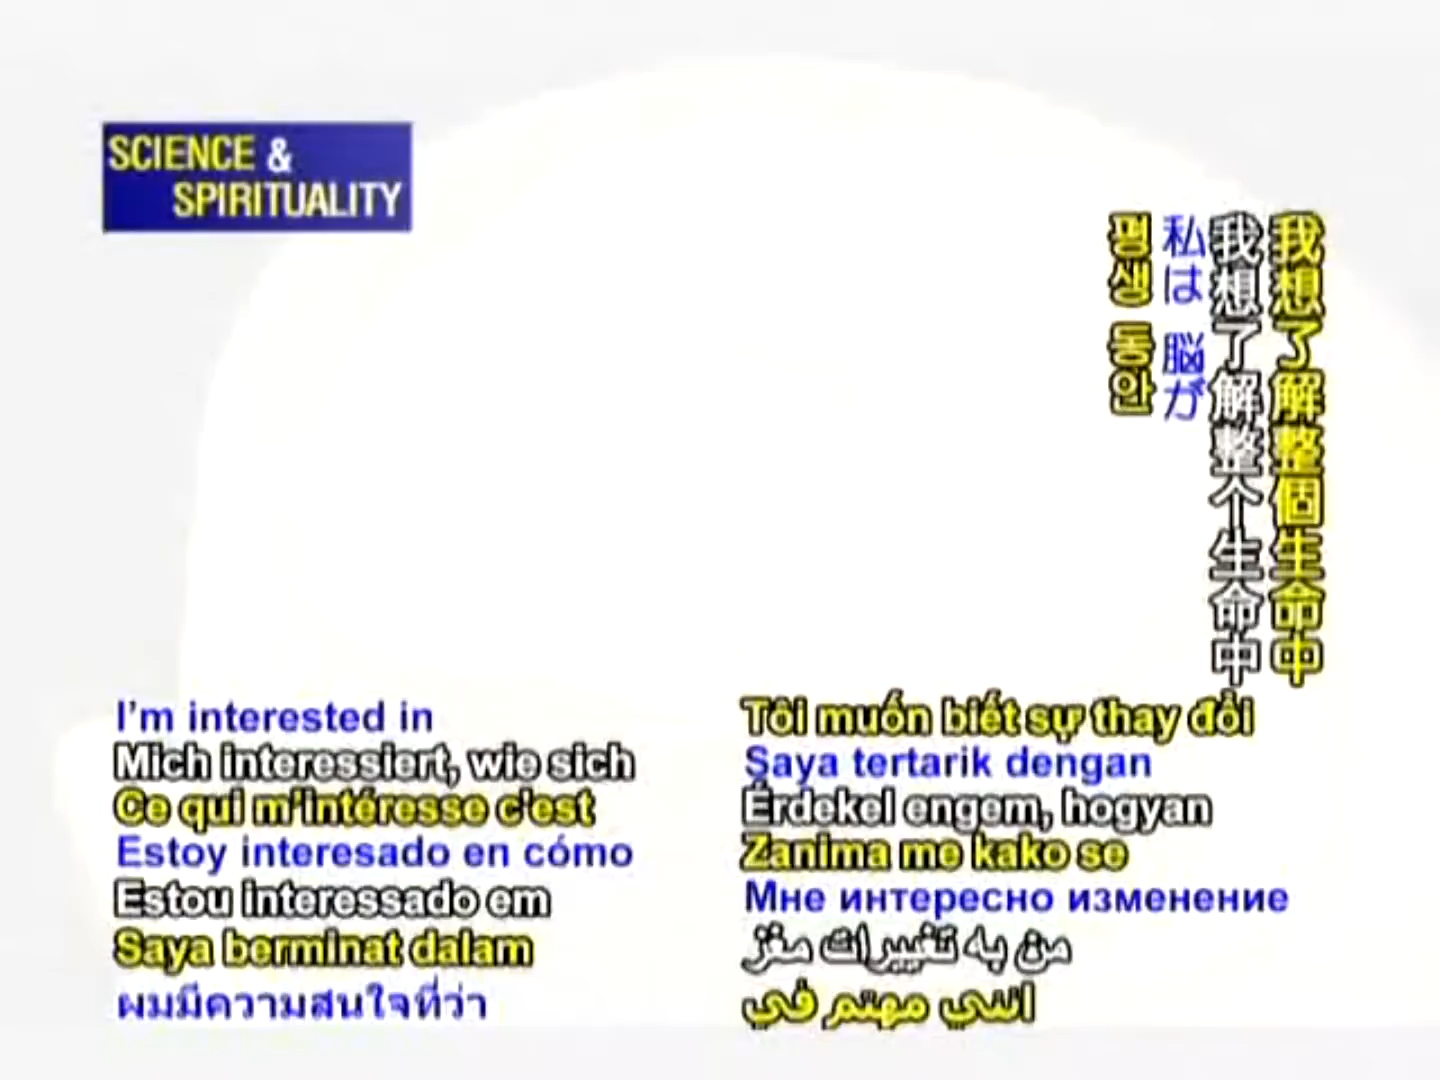 SCIENCE &
SPIRITUALITY
我想了解整個生命中
我想了解整个生命中
私は 脳が
평생 동안
I'm interested in
Mich interessiert, wie sich
Ce qui m'intéresse c'est
Estoy interesado en cómo
Estou interessado em
Saya berminat dalam
ผมมีความสนใจที่ว่า
Tôi muốn biết sự thay đổi
Saya tertarik dengan
Érdekel engem, hogyan
Zanima me kako se
Мне интересно изменение
من به تغییرات مغز
انني مهتم في